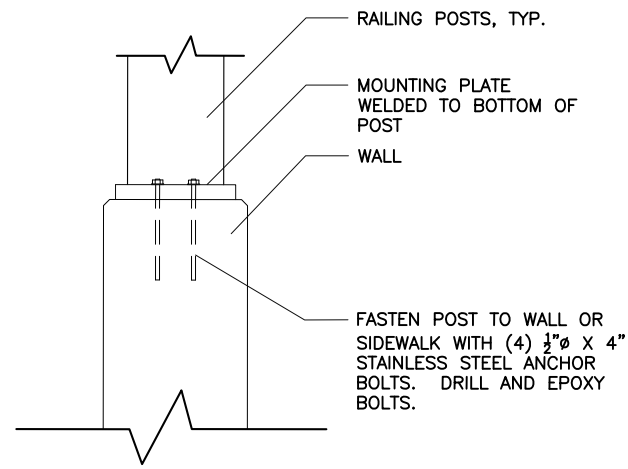 RAILING POSTS, TYP.
MOUNTING PLATE
WELDED TO BOTTOM OF
POST
WALL
FASTEN POST TO WALL OR
SIDEWALK WITH (4) ½"ø X 4"
STAINLESS STEEL ANCHOR
BOLTS. DRILL AND EPOXY
BOLTS.